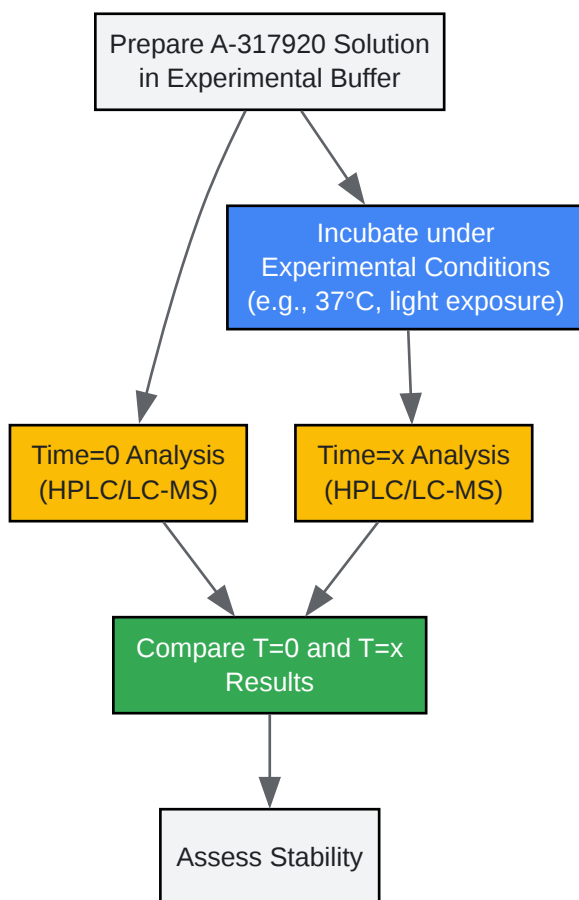 Prepare A-317920 Solution
in Experimental Buffer
Incubate under
Experimental Conditions
(e.g., 37°C, light exposure)
Time=0 Analysis
(HPLC/LC-MS)
Time=x Analysis
(HPLC/LC-MS)
Compare T=0 and T=x
Results
Assess Stability